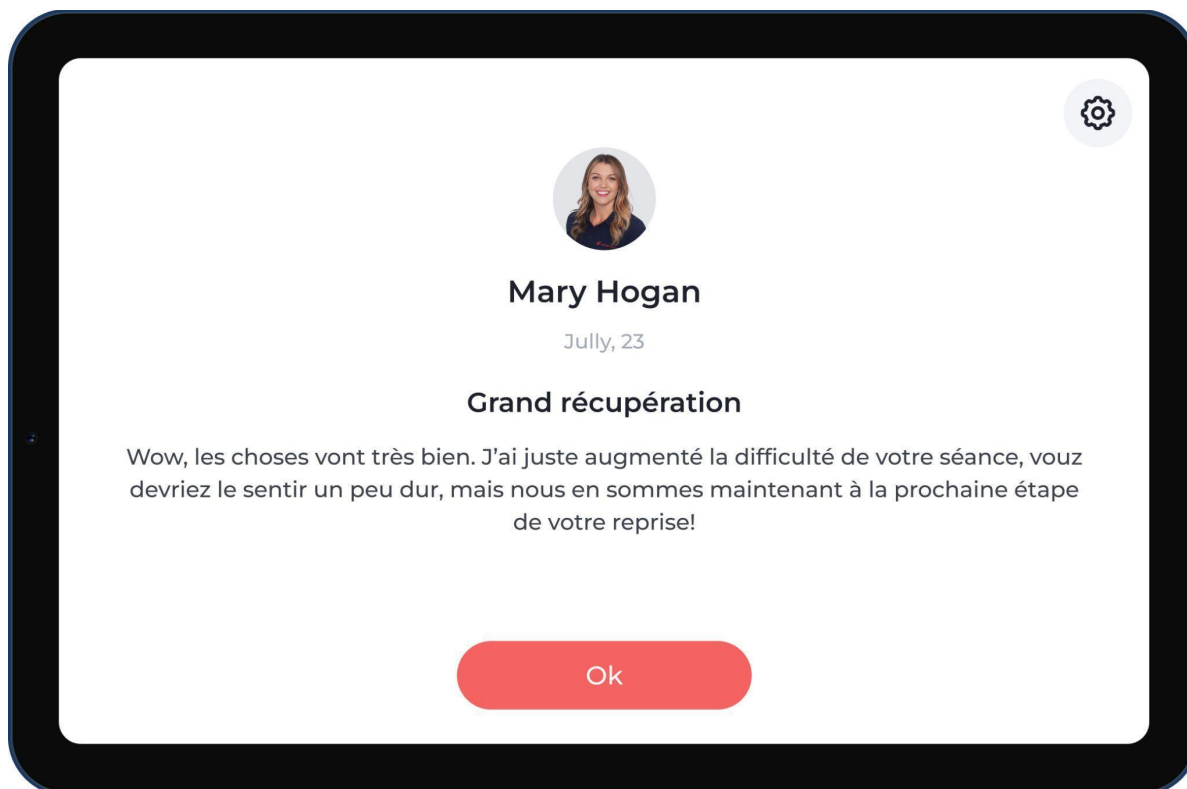 Mary Hogan
Jully, 23
Grand récupération
Wow, les choses vont très bien. J’ai juste augmenté la difficulté de votre séance, vouz
devriez le sentir un peu dur, mais nous en sommes maintenant à la prochaine étape
de votre reprise!
Ok